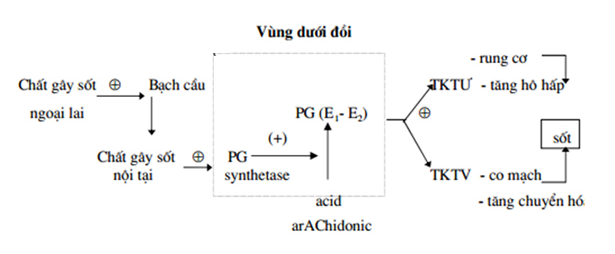 Vùng dưới đồi
- rung cơ
Chất gây sốt ⊕ Bạch cầu
TKTƯ - tăng hô hấp
ngoại lai
PG (E1- E2)
⊕
(+)
sốt
Chất gây sốt ⊕ PG
nội tại
synthetase
TKTV - co mạch
- tăng chuyển hó
acid
arAChidonic